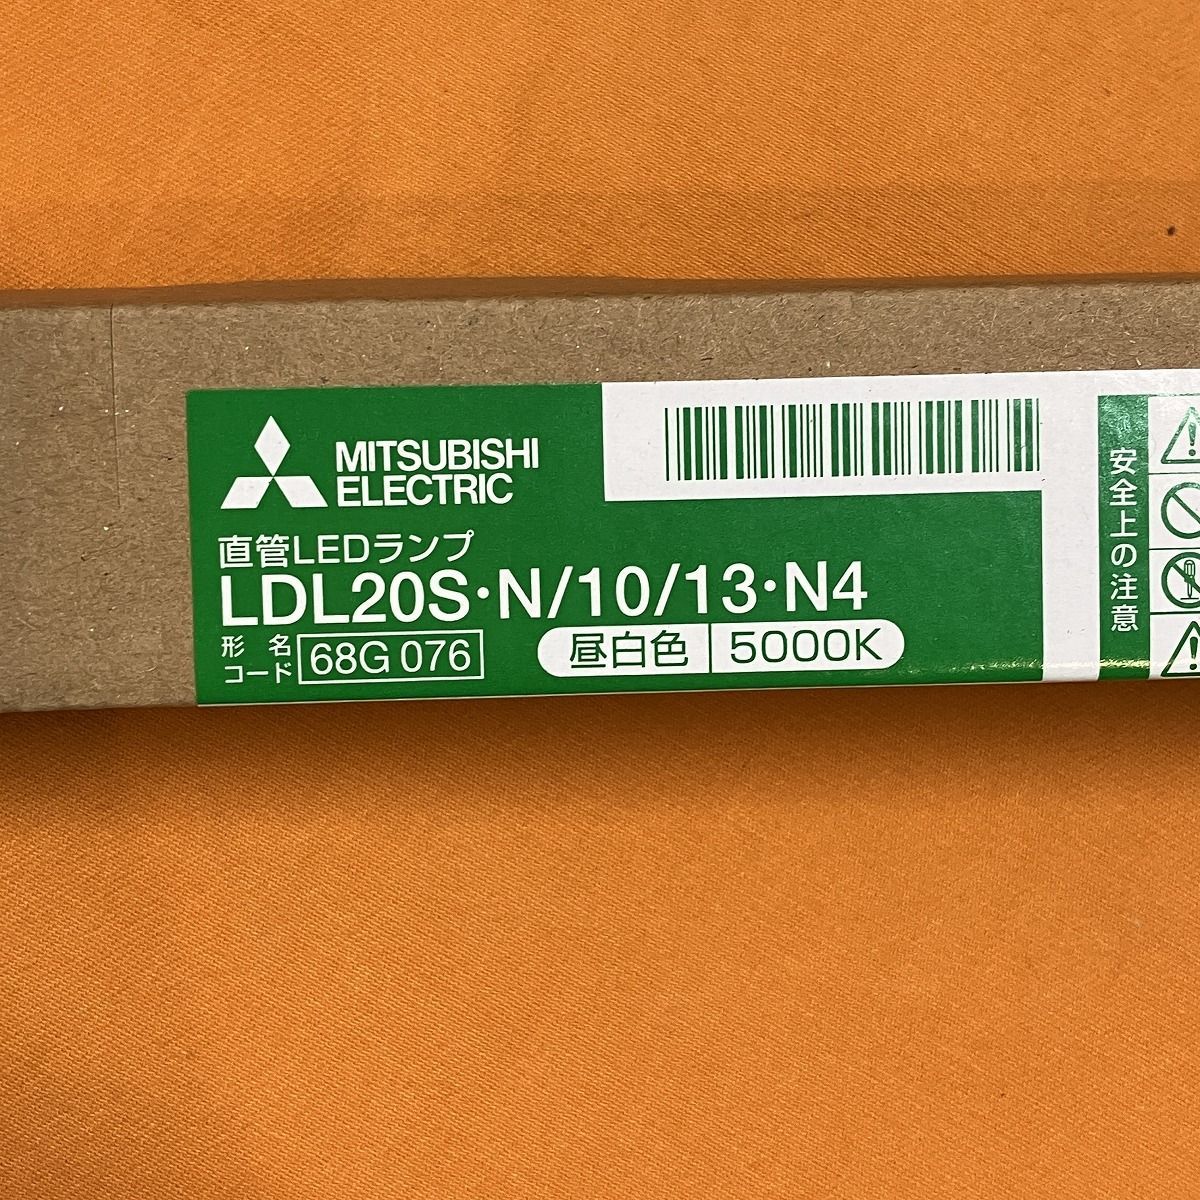 MITSUBISHI
ELECTRIC
直管LEDランプ
LDL20S・N/10/13・N4
形名
コード 68G 076
昼白色 5000K
安全上の注意